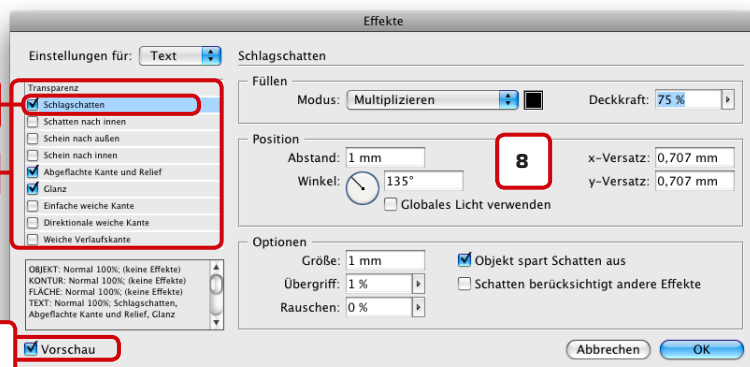 Effekte
Einstellungen für: Text
Schlagschatten
Transparenz
Schlagschatten
Schatten nach innen
Schein nach außen
Schein nach innen
Abgeflachte Kante und Relief
Glanz
Einfache weiche Kante
Direktionale weiche Kante
Weiche Verlaufskante
OBJEKT: Normal 100%; (keine Effekte)
KONTUR: Normal 100%; (keine Effekte)
FLÄCHE: Normal 100%; (keine Effekte)
TEXT: Normal 100%; Schlagschatten,
Abgeflachte Kante und Relief, Glanz
Vorschau
Füllen
Modus: Multiplizieren
Deckkraft: 75 %
Position
Abstand: 1 mm
Winkel: 135°
Globales Licht verwenden
8
x-Versatz: 0,707 mm
y-Versatz: 0,707 mm
Optionen
Größe: 1 mm
Übergriff: 1 %
Rauschen: 0 %
Objekt spart Schatten aus
Schatten berücksichtigt andere Effekte
Abbrechen
OK